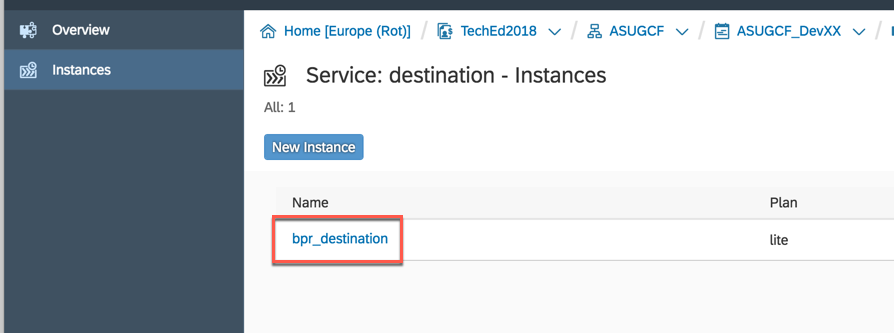 Overview
Instances
Home [Europe (Rot)] / TechEd2018 / ASUGCF / ASUGCF_DevXX /
Service: destination - Instances
All: 1
New Instance
Name Plan
bpr_destination lite